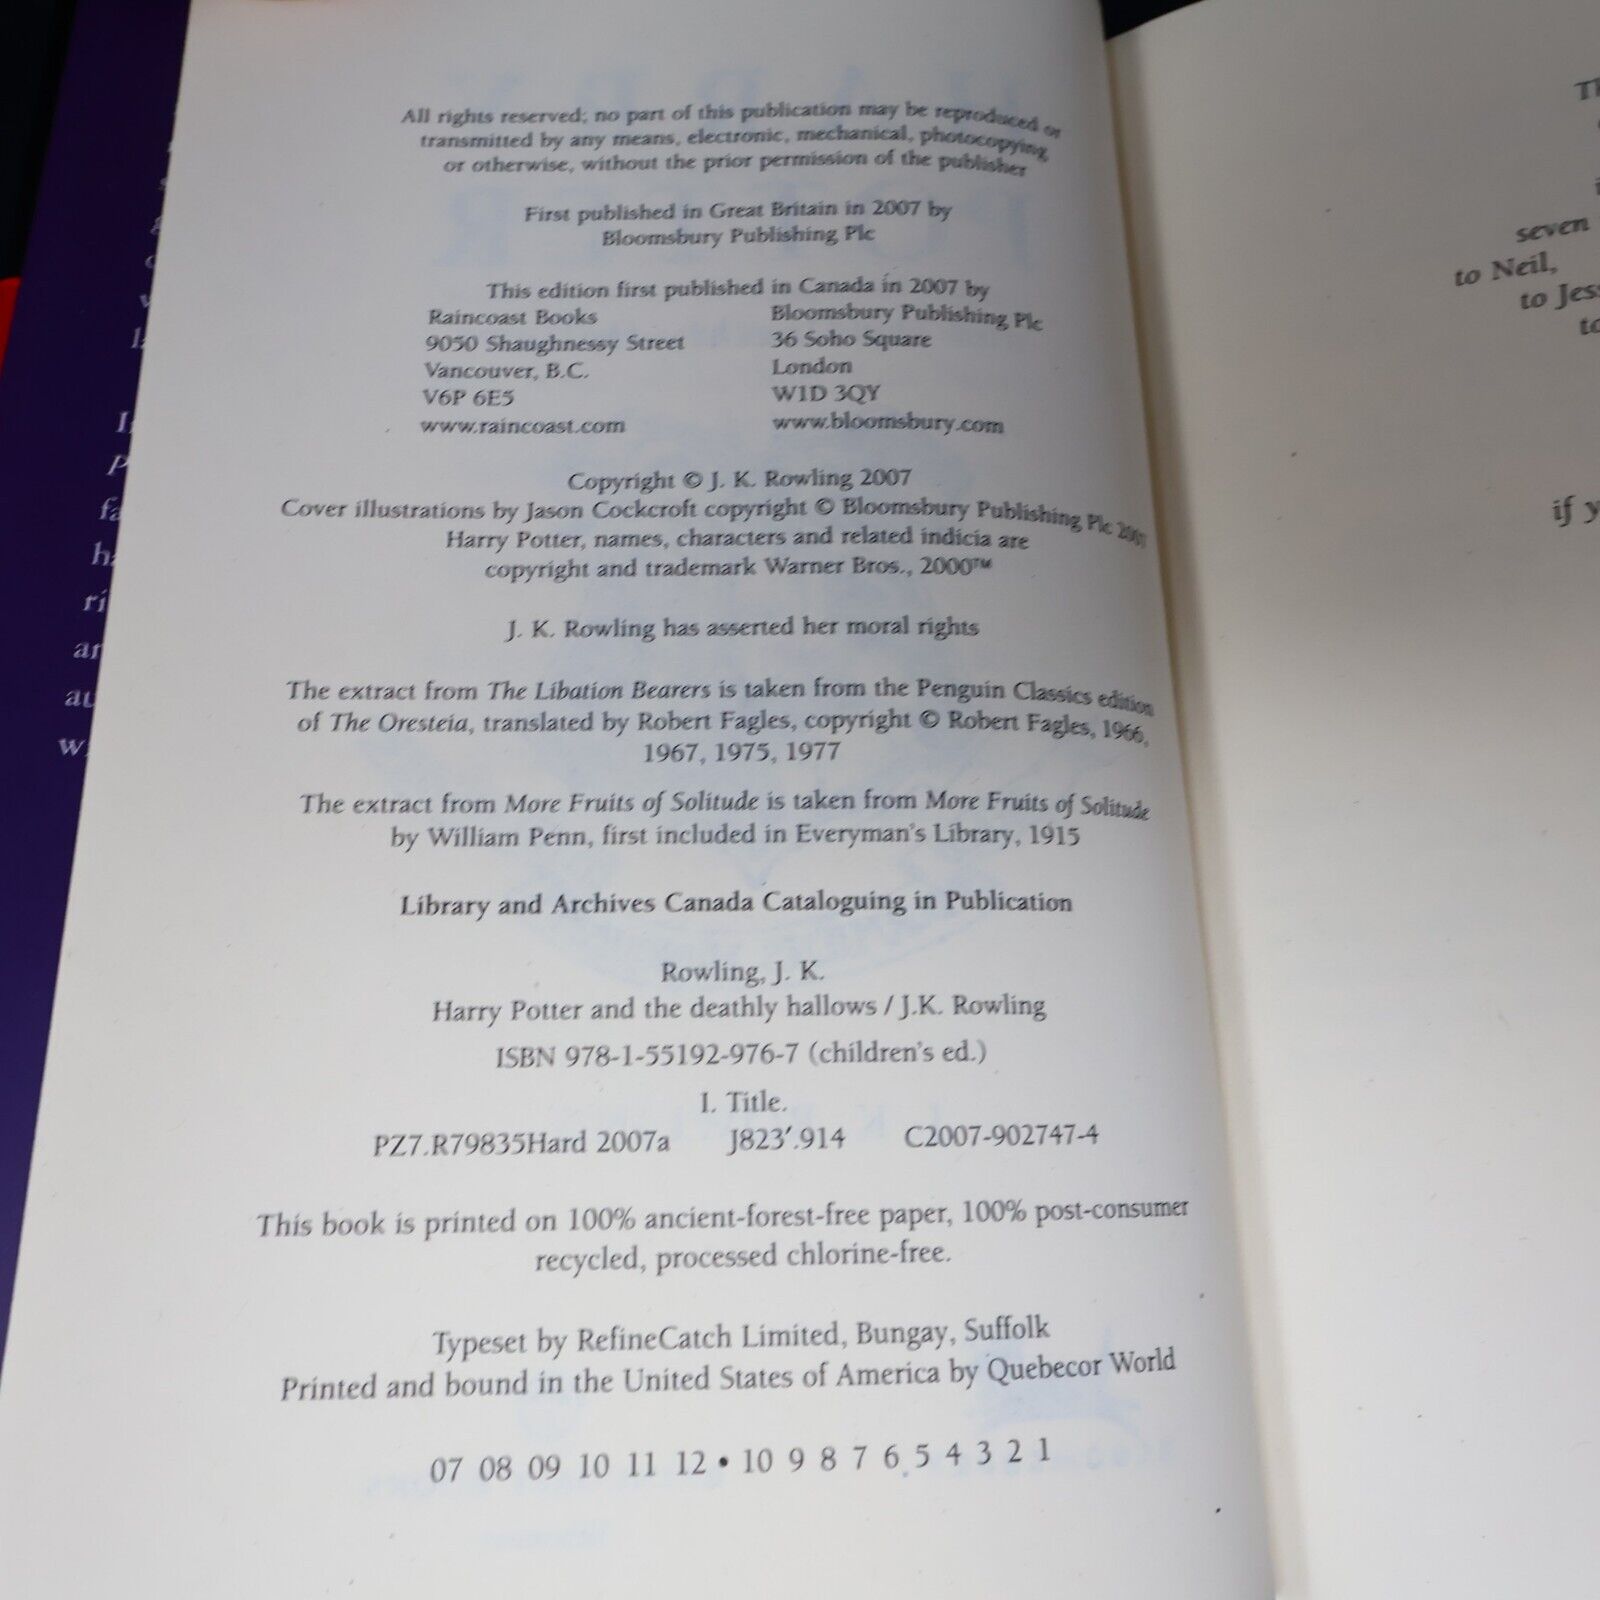 All rights reserved; no part of this publication may be reproduced or
transmitted by any means, electronic, mechanical, photocopying
or otherwise, without the prior permission of the publisher
First published in Great Britain in 2007 by
Bloomsbury Publishing Plc
This edition first published in Canada in 2007 by
Raincoast Books
9050 Shaughnessy Street
Vancouver, B.C.
V6P 6E5
www.raincoast.com
Bloomsbury Publishing Plc
36 Soho Square
London
W1D 3QY
www.bloomsbury.com
Copyright © J. K. Rowling 2007
Cover illustrations by Jason Cockcroft copyright © Bloomsbury Publishing Plc 2007
Harry Potter, names, characters and related indicia are
copyright and trademark Warner Bros., 2000™
J. K. Rowling has asserted her moral rights
The extract from The Libation Bearers is taken from the Penguin Classics edition
of The Oresteia, translated by Robert Fagles, copyright © Robert Fagles, 1966,
1967, 1975, 1977
The extract from More Fruits of Solitude is taken from More Fruits of Solitude
by William Penn, first included in Everyman's Library, 1915
Library and Archives Canada Cataloguing in Publication
Rowling, J. K.
Harry Potter and the deathly hallows / J.K. Rowling
ISBN 978-1-55192-976-7 (children's ed.)
I. Title.
PZ7.R79835Hard 2007a J823′.914 C2007-902747-4
This book is printed on 100% ancient-forest-free paper, 100% post-consumer
recycled, processed chlorine-free.
Typeset by RefineCatch Limited, Bungay, Suffolk
Printed and bound in the United States of America by Quebecor World
07 08 09 10 11 12 • 10 9 8 7 6 5 4 3 2 1
seven
to Neil,
to
if